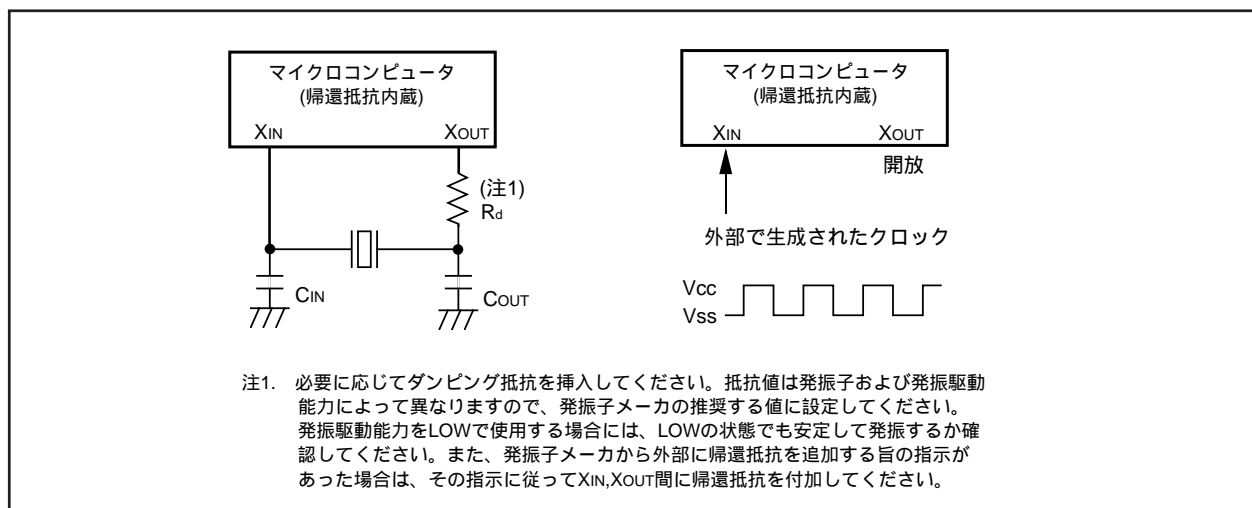 マイクロコンピュータ
(帰還抵抗内蔵)
XIN
XOUT
(注1)
Rd
CIN
COUT
マイクロコンピュータ
(帰還抵抗内蔵)
XIN
XOUT
開放
外部で生成されたクロック
Vcc
Vss
注1. 必要に応じてダンピング抵抗を挿入してください。抵抗値は発振子および発振駆動
能力によって異なりますので、発振子メーカの推奨する値に設定してください。
発振駆動能力をLOWで使用する場合には、LOWの状態でも安定して発振するか確
認してください。また、発振子メーカから外部に帰還抵抗を追加する旨の指示が
あった場合は、その指示に従ってXIN,XOUT間に帰還抵抗を付加してください。